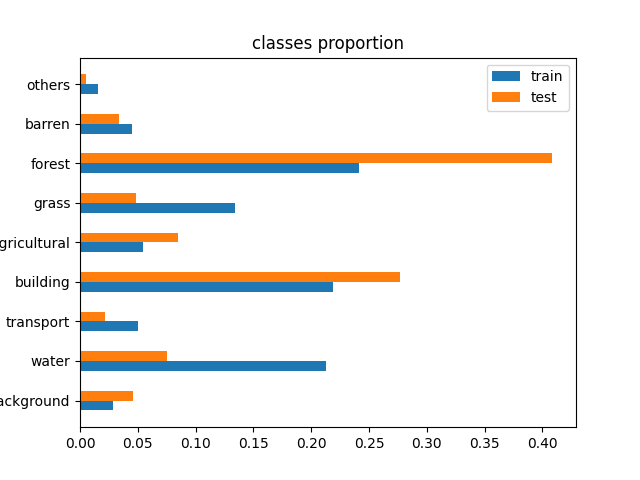 classes proportion
train
test
others
barren
forest
grass
gricultural
building
transport
water
ackground
0.00 0.05 0.10 0.15 0.20 0.25 0.30 0.35 0.40